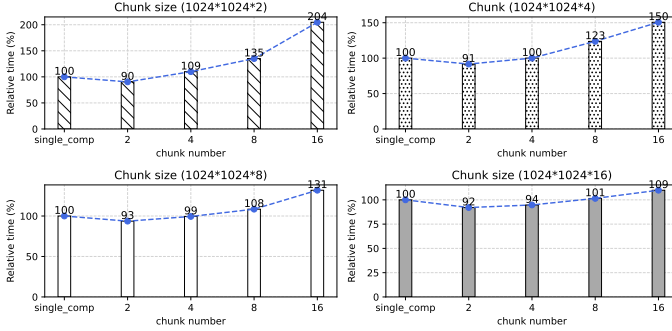 Chunk size (1024*1024*2)
Relative time (%)
200
150
100
50
0
100
90
109
135
204
single_comp 2 4 8 16
chunk number
Chunk size (1024*1024*4)
Relative time (%)
150
100
50
0
100
91
100
123
150
single_comp 2 4 8 16
chunk number
Chunk size (1024*1024*8)
Relative time (%)
100
50
0
100
93
99
108
131
single_comp 2 4 8 16
chunk number
Chunk size (1024*1024*16)
Relative time (%)
100
75
50
25
0
100
92
94
101
109
single_comp 2 4 8 16
chunk number